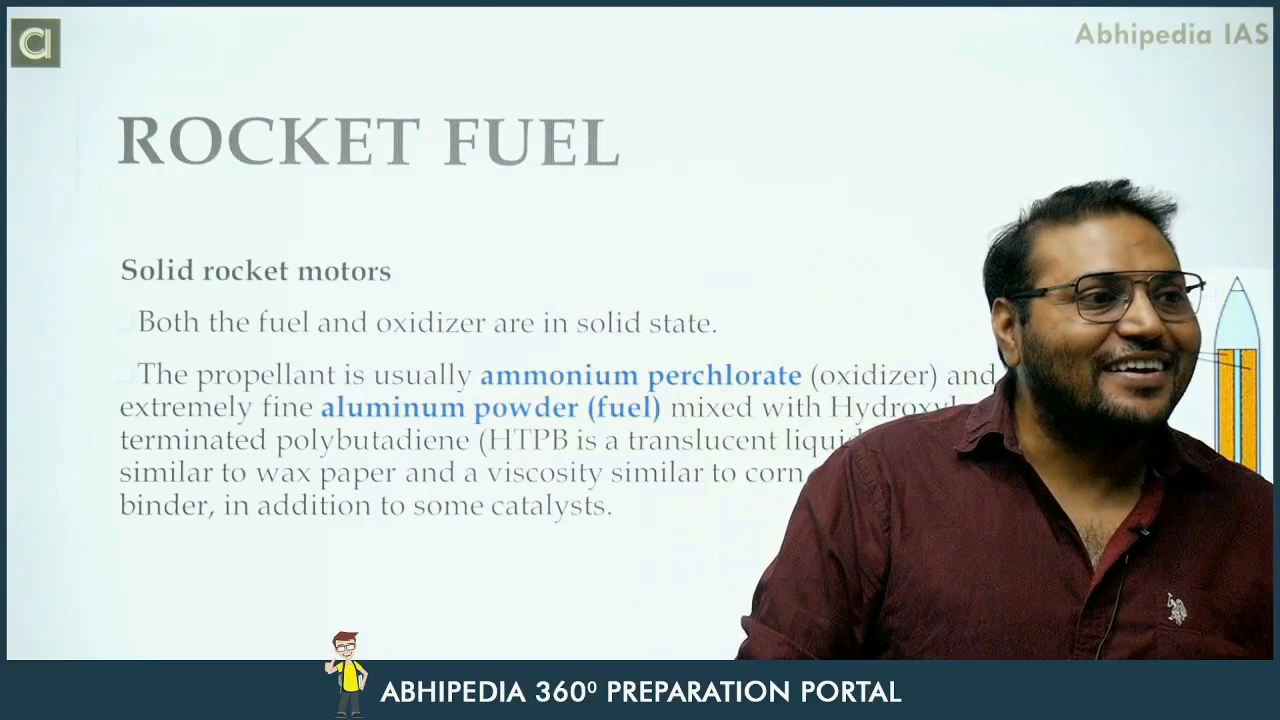 Abhipedia IAS
ROCKET FUEL
Solid rocket motors
Both the fuel and oxidizer are in solid state.
The propellant is usually ammonium perchlorate (oxidizer) and
extremely fine aluminum powder (fuel) mixed with
terminated polybutadiene (HTPB is a translucent
similar to wax paper and a viscosity similar to corn
binder, in addition to some catalysts.
ABHIPEDIA 360⁰ PREPARATION PORTAL